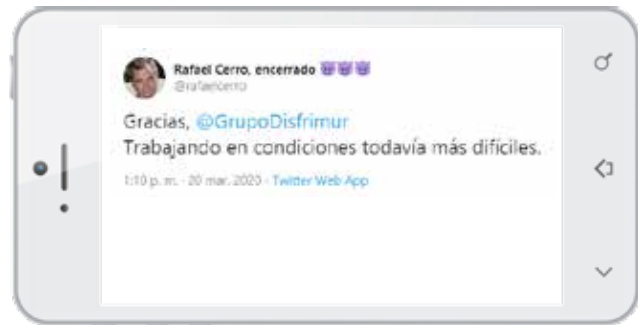 Rafael Cerro, encerrado 😈😈😈
@rafaelcerro
Gracias, @GrupoDisfrimur
Trabajando en condiciones todavía más difíciles.
1:10 p. m. · 20 mar. 2020 · Twitter Web App